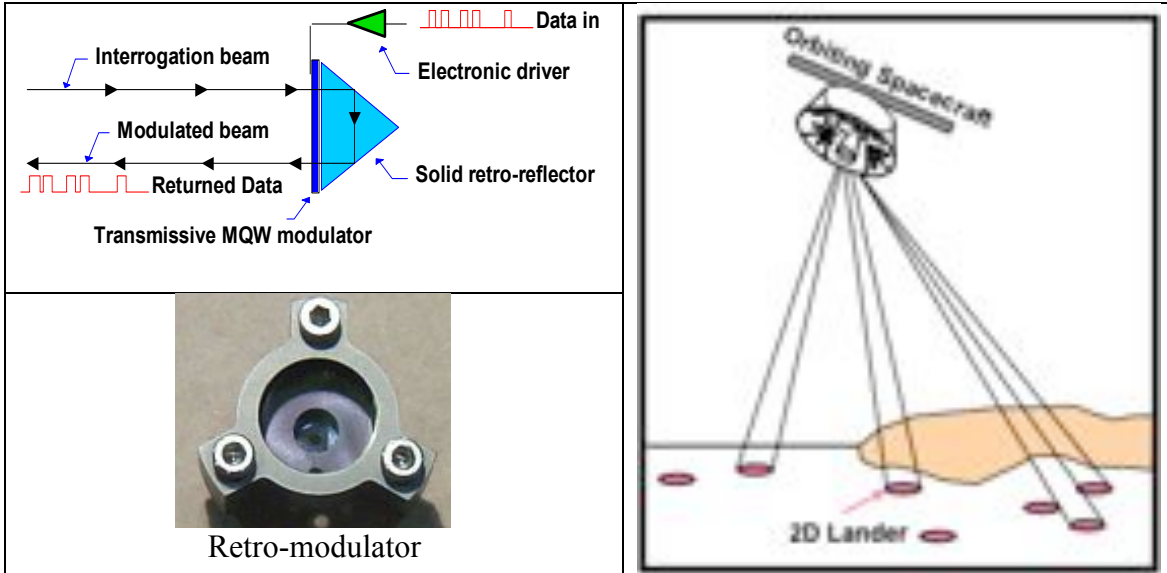 Data in
Interrogation beam
Electronic driver
Modulated beam
Solid retro-reflector
Returned Data
Transmissive MQW modulator
Retro-modulator
Orbiting Spacecraft
2D Lander